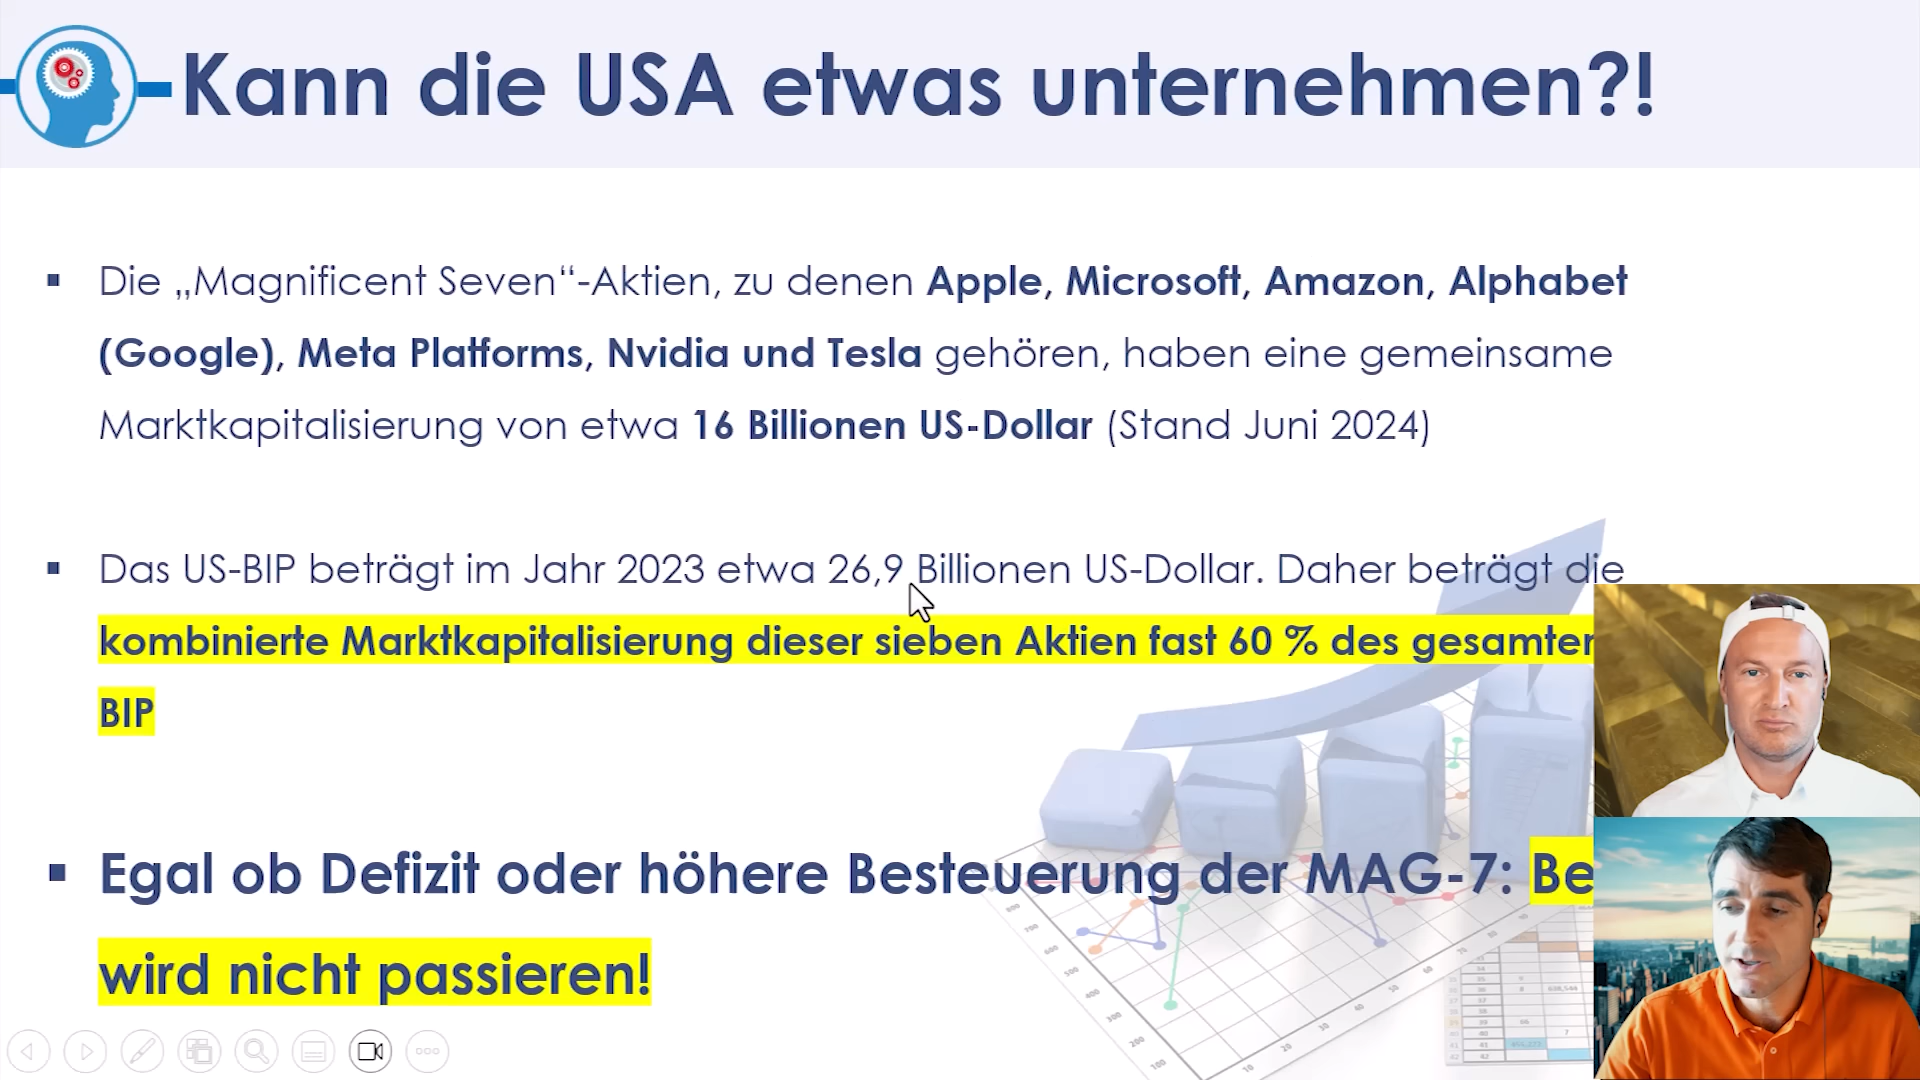 Kann die USA etwas unternehmen?!
▪ Die „Magnificent Seven“-Aktien, zu denen Apple, Microsoft, Amazon, Alphabet
(Google), Meta Platforms, Nvidia und Tesla gehören, haben eine gemeinsame
Marktkapitalisierung von etwa 16 Billionen US-Dollar (Stand Juni 2024)
▪ Das US-BIP beträgt im Jahr 2023 etwa 26,9 Billionen US-Dollar. Daher beträgt die
kombinierte Marktkapitalisierung dieser sieben Aktien fast 60 % des gesamten
BIP
▪ Egal ob Defizit oder höhere Besteuerung der MAG-7: Be
wird nicht passieren!